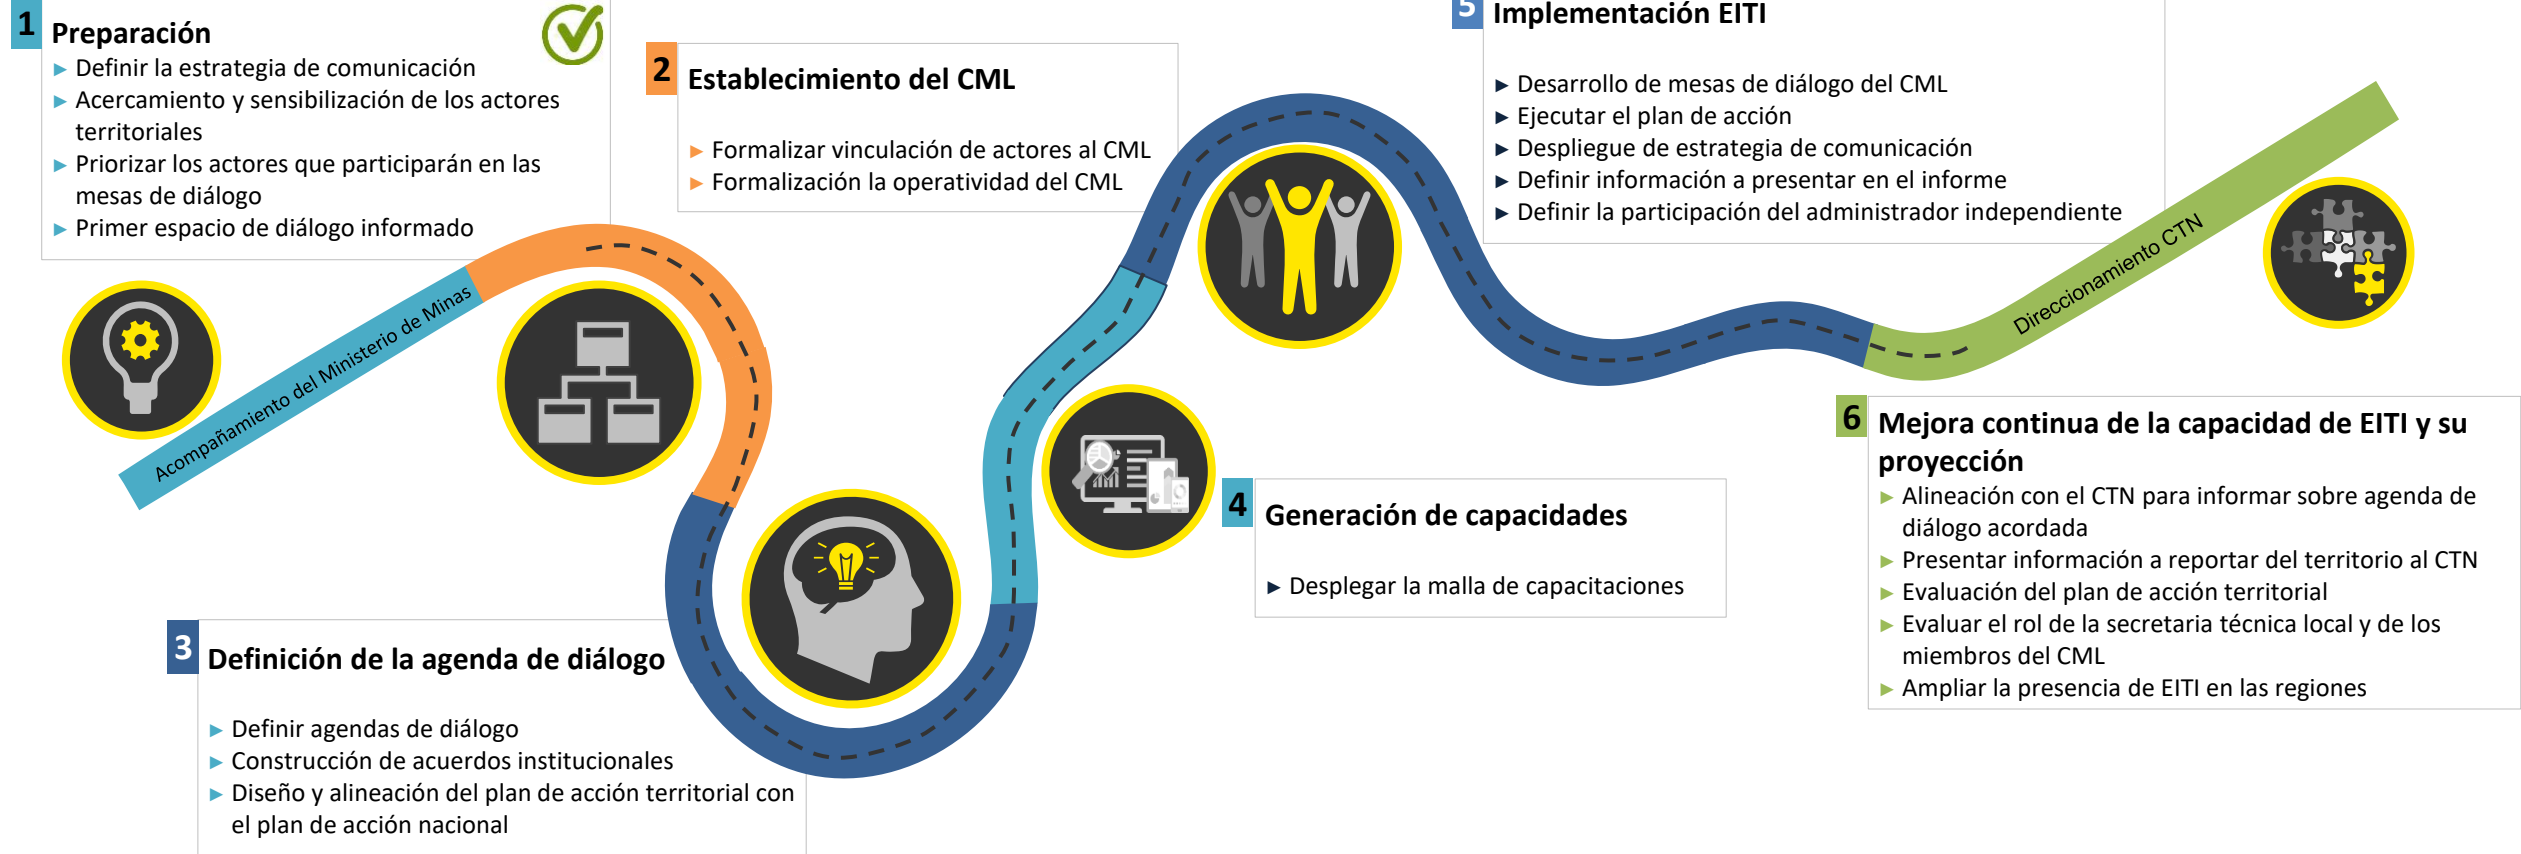 1
Preparación
► Definir la estrategia de comunicación
► Acercamiento y sensibilización de los actores
territoriales
► Priorizar los actores que participarán en las
mesas de diálogo
► Primer espacio de diálogo informado
Acompañamiento del Ministerio de Minas
2
Establecimiento del CML
► Formalizar vinculación de actores al CML
► Formalización la operatividad del CML
3
Definición de la agenda de diálogo
► Definir agendas de diálogo
► Construcción de acuerdos institucionales
► Diseño y alineación del plan de acción territorial con
el plan de acción nacional
4
Generación de capacidades
► Desplegar la malla de capacitaciones
5
Implementación EITI
► Desarrollo de mesas de diálogo del CML
► Ejecutar el plan de acción
► Despliegue de estrategia de comunicación
► Definir información a presentar en el informe
► Definir la participación del administrador independiente
Direccionamiento CTN
6
Mejora continua de la capacidad de EITI y su
proyección
► Alineación con el CTN para informar sobre agenda de
diálogo acordada
► Presentar información a reportar del territorio al CTN
► Evaluación del plan de acción territorial
► Evaluar el rol de la secretaria técnica local y de los
miembros del CML
► Ampliar la presencia de EITI en las regiones